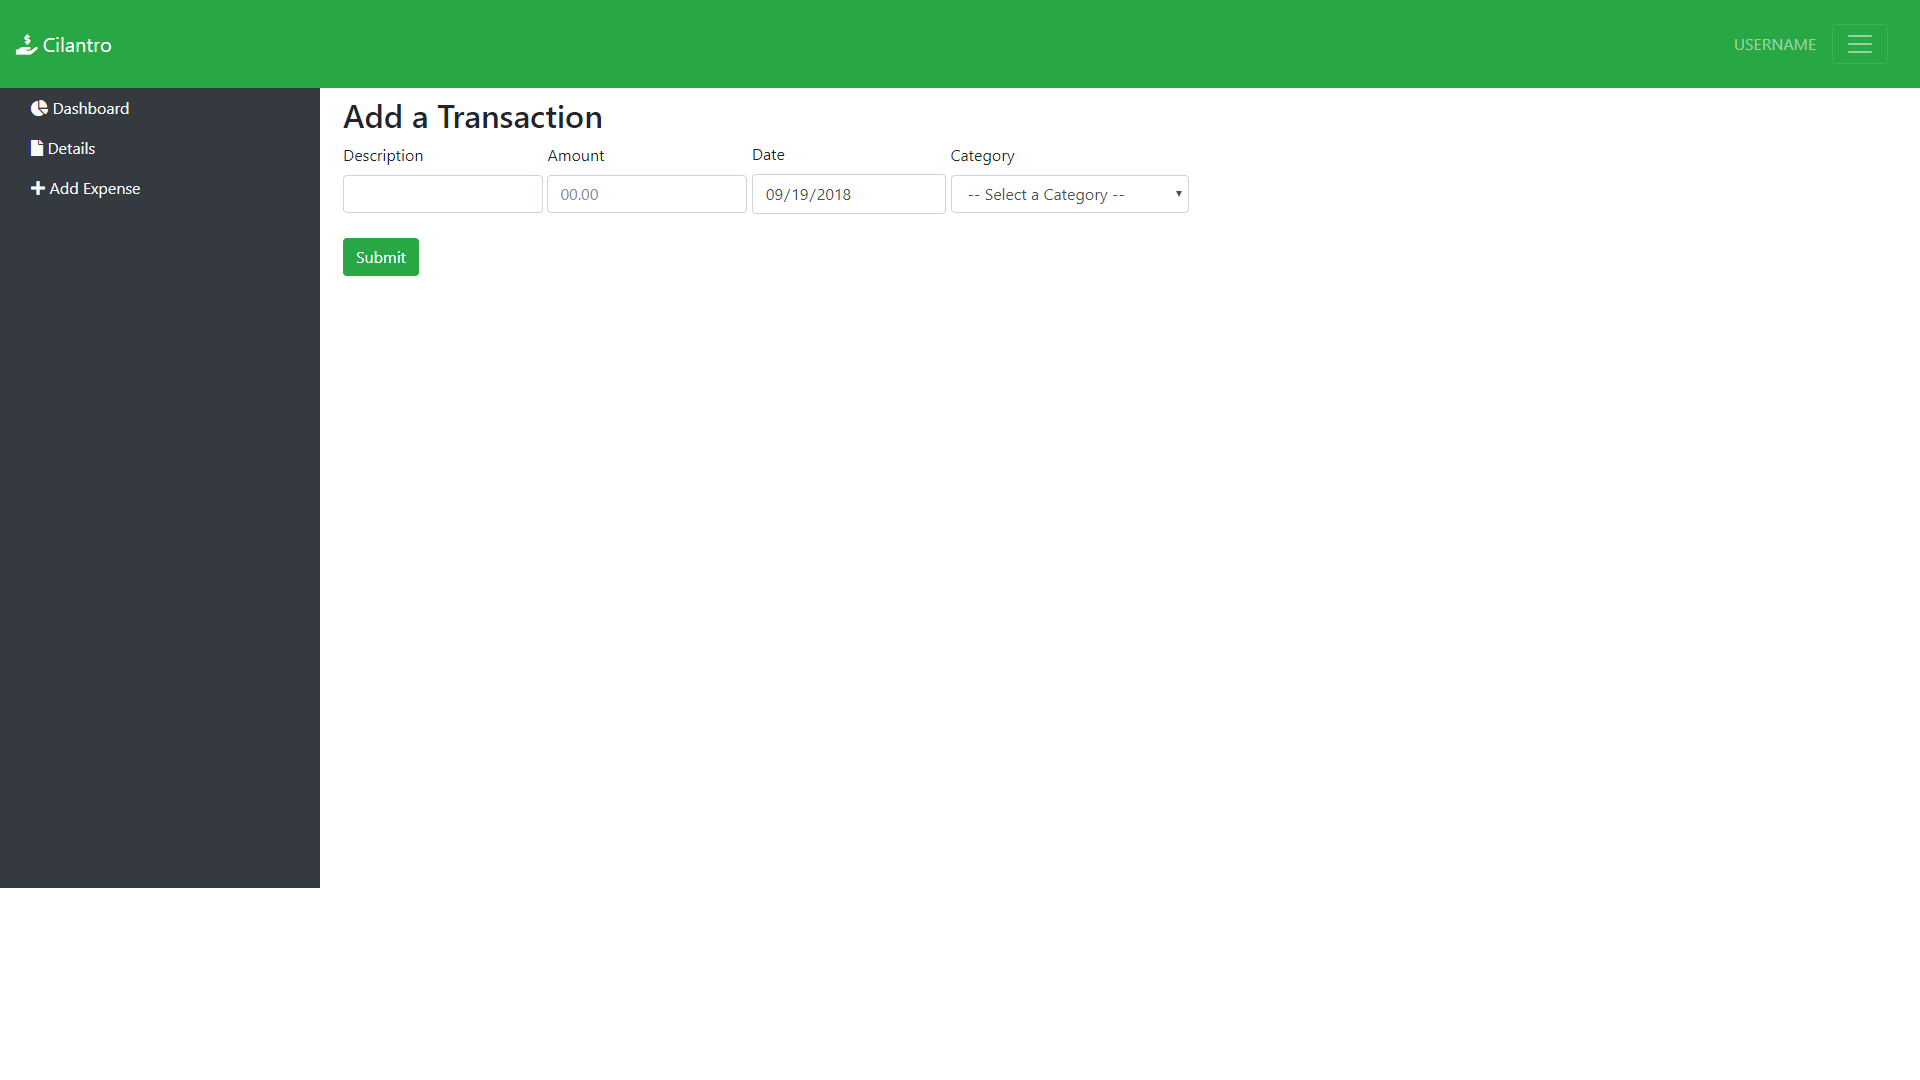 Cilantro
USERNAME
Dashboard
Details
Add Expense
Add a Transaction
Description Amount Date Category
00.00 09/19/2018 -- Select a Category --
Submit